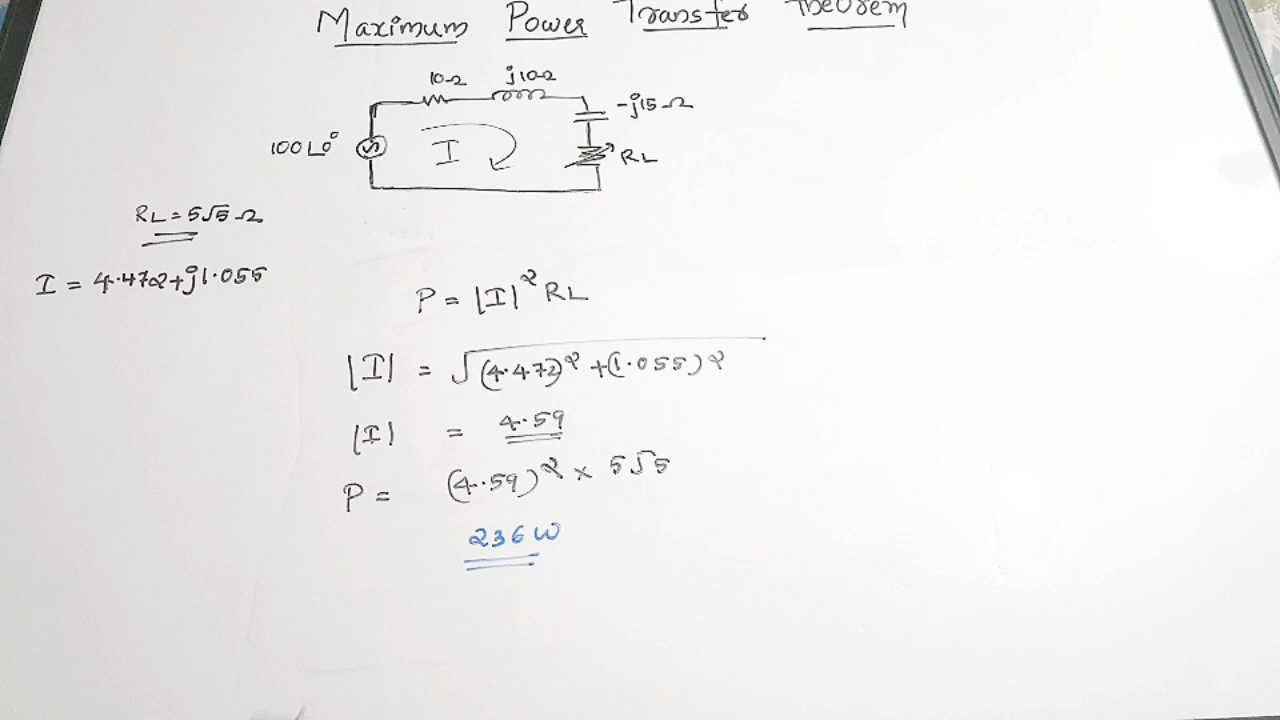 Maximum Power Transfer Theorem
10Ω j10Ω
-j15Ω
100∠0°
I
RL
RL = 5√5 Ω
I = 4.472+j1.055
P = |I|² RL
|I| = √(4.472)² + (1.055)²
|I| = 4.59
P = (4.59)² × 5√5
236 W